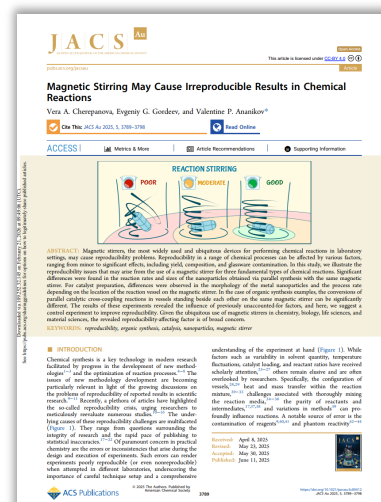 JACS Au
Open Access
This article is licensed under CC-BY 4.0
pubs.acs.org/jacsau
Article
Magnetic Stirring May Cause Irreproducible Results in Chemical
Reactions
Vera A. Cherepanova, Evgeniy G. Gordeev, and Valentine P. Ananikov*
Cite This: JACS Au 2025, 5, 3789−3798
Read Online
ACCESS
Metrics & More
Article Recommendations
Supporting Information
REACTION STIRRING
POOR
MODERATE
GOOD
ABSTRACT: Magnetic stirrers, the most widely used and ubiquitous devices for performing chemical reactions in laboratory
settings, may cause reproducibility problems. Reproducibility in a range of chemical processes can be affected by various factors,
ranging from minor to significant effects, including yield, composition, and glassware contamination. In this study, we illustrate the
reproducibility issues that may arise from the use of a magnetic stirrer for three fundamental types of chemical reactions. Significant
differences were found in the reaction rates and sizes of the nanoparticles obtained via parallel synthesis with the same magnetic
stirrer. For catalyst preparation, differences were observed in the morphology of the metal nanoparticles and the process rate
depending on the location of the reaction vessel on the magnetic stirrer. In the case of organic synthesis examples, the conversions of
parallel catalytic cross-coupling reactions in vessels standing beside each other on the same magnetic stirrer can be significantly
different. The results of these experiments revealed the influence of previously unaccounted-for factors, and here, we suggest a
control experiment to improve reproducibility. Given the ubiquitous use of magnetic stirrers in chemistry, biology, life sciences, and
material sciences, the revealed reproducibility-affecting factor is of broad concern.
KEYWORDS: reproducibility, organic synthesis, catalysis, nanoparticles, magnetic stirrer
INTRODUCTION
Chemical synthesis is a key technology in modern research
facilitated by progress in the development of new method-
ologies and the optimization of reaction processes.
The issues of new methodology development are becoming
particularly relevant in light of the growing discussions on
the problems of reproducibility of reported results in scientific
research. Recently, a plethora of articles have highlighted
the so-called reproducibility crisis, urging researchers to
meticulously reevaluate numerous studies. The under-
lying causes of these reproducibility challenges are multifaceted
(Figure 1). They range from questions surrounding the
integrity of research and the rapid pace of publishing to
statistical inaccuracies. Of paramount concern in practical
chemistry are the errors or inconsistencies that arise during the
design and execution of experiments. Such errors can render
experiments poorly reproducible (or even nonreproducible)
when attempted in different laboratories, underscoring the
importance of careful technique setup and a comprehensive
understanding of the experiment at hand (Figure 1). While
factors such as variability in solvent quantity, temperature
fluctuations, catalyst loading, and reactant ratios have received
scholarly attention, others remain elusive and are often
overlooked by researchers. Specifically, the configuration of
vessels, heat and mass transfer within the reaction
mixture, challenges associated with thoroughly mixing
the reaction media, the purity of reactants and
intermediates, and variations in methods can pro-
foundly influence outcomes. A notable source of error is the
contamination of reagents and phantom reactivity
Received: April 8, 2025
Revised: May 23, 2025
Accepted: May 30, 2025
Published: June 11, 2025
ACS Publications
© 2025 The Authors. Published by
American Chemical Society
3789